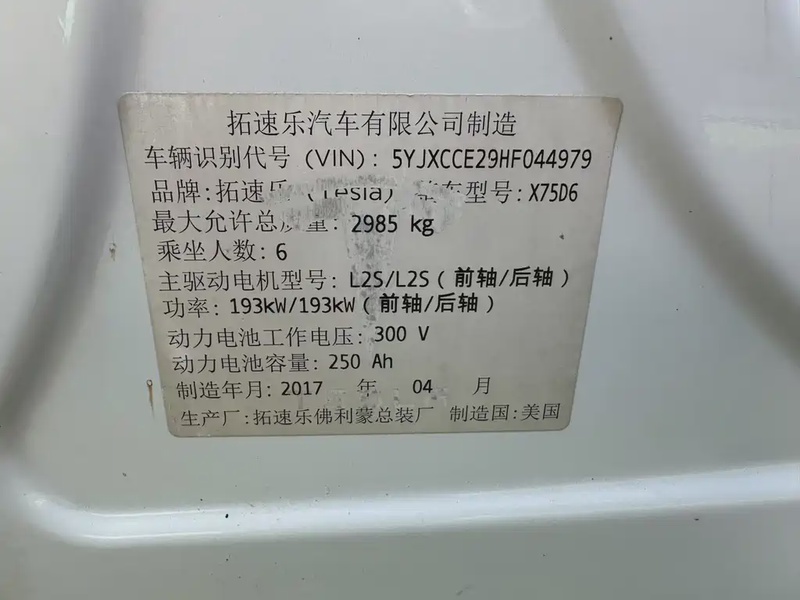 拓速乐汽车有限公司制造
车辆识别代号 (VIN): 5YJXCCE29HF044979
品牌: 拓速乐 (Tesla) 整车型号: X75D6
最大允许总质量: 2985 kg
乘坐人数: 6
主驱动电机型号: L2S/L2S (前轴/后轴)
功率: 193kW/193kW (前轴/后轴)
动力电池工作电压: 300 V
动力电池容量: 250 Ah
制造年月: 2017 年 04 月
生产厂: 拓速乐佛利蒙总装厂 制造国: 美国